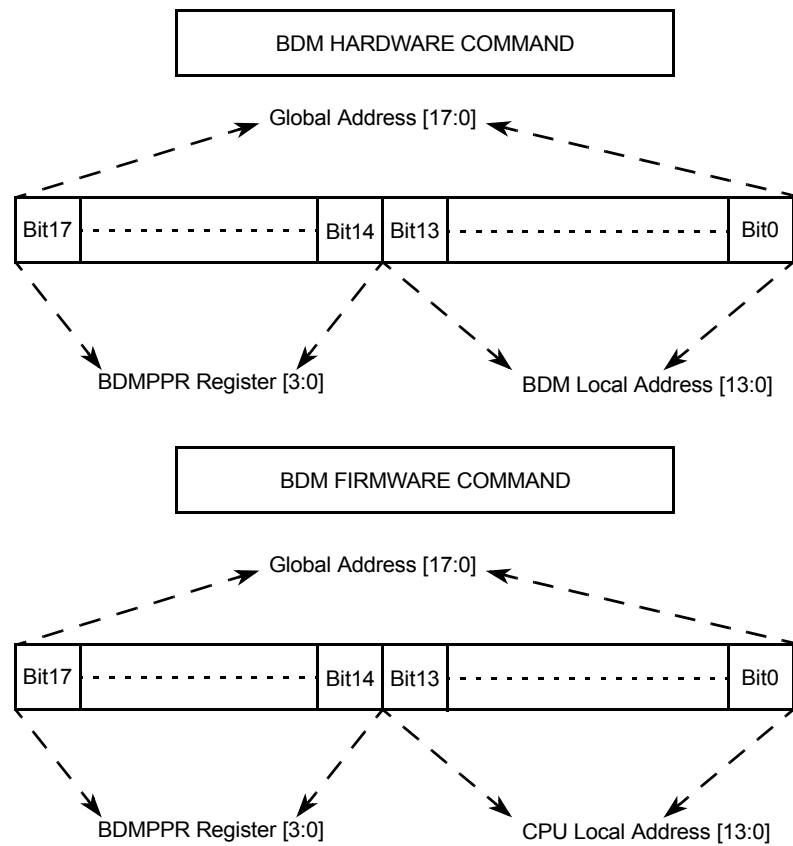 BDM HARDWARE COMMAND
Global Address [17:0]
Bit17 Bit14 Bit13 Bit0
BDMPPR Register [3:0] BDM Local Address [13:0]
BDM FIRMWARE COMMAND
Global Address [17:0]
Bit17 Bit14 Bit13 Bit0
BDMPPR Register [3:0] CPU Local Address [13:0]